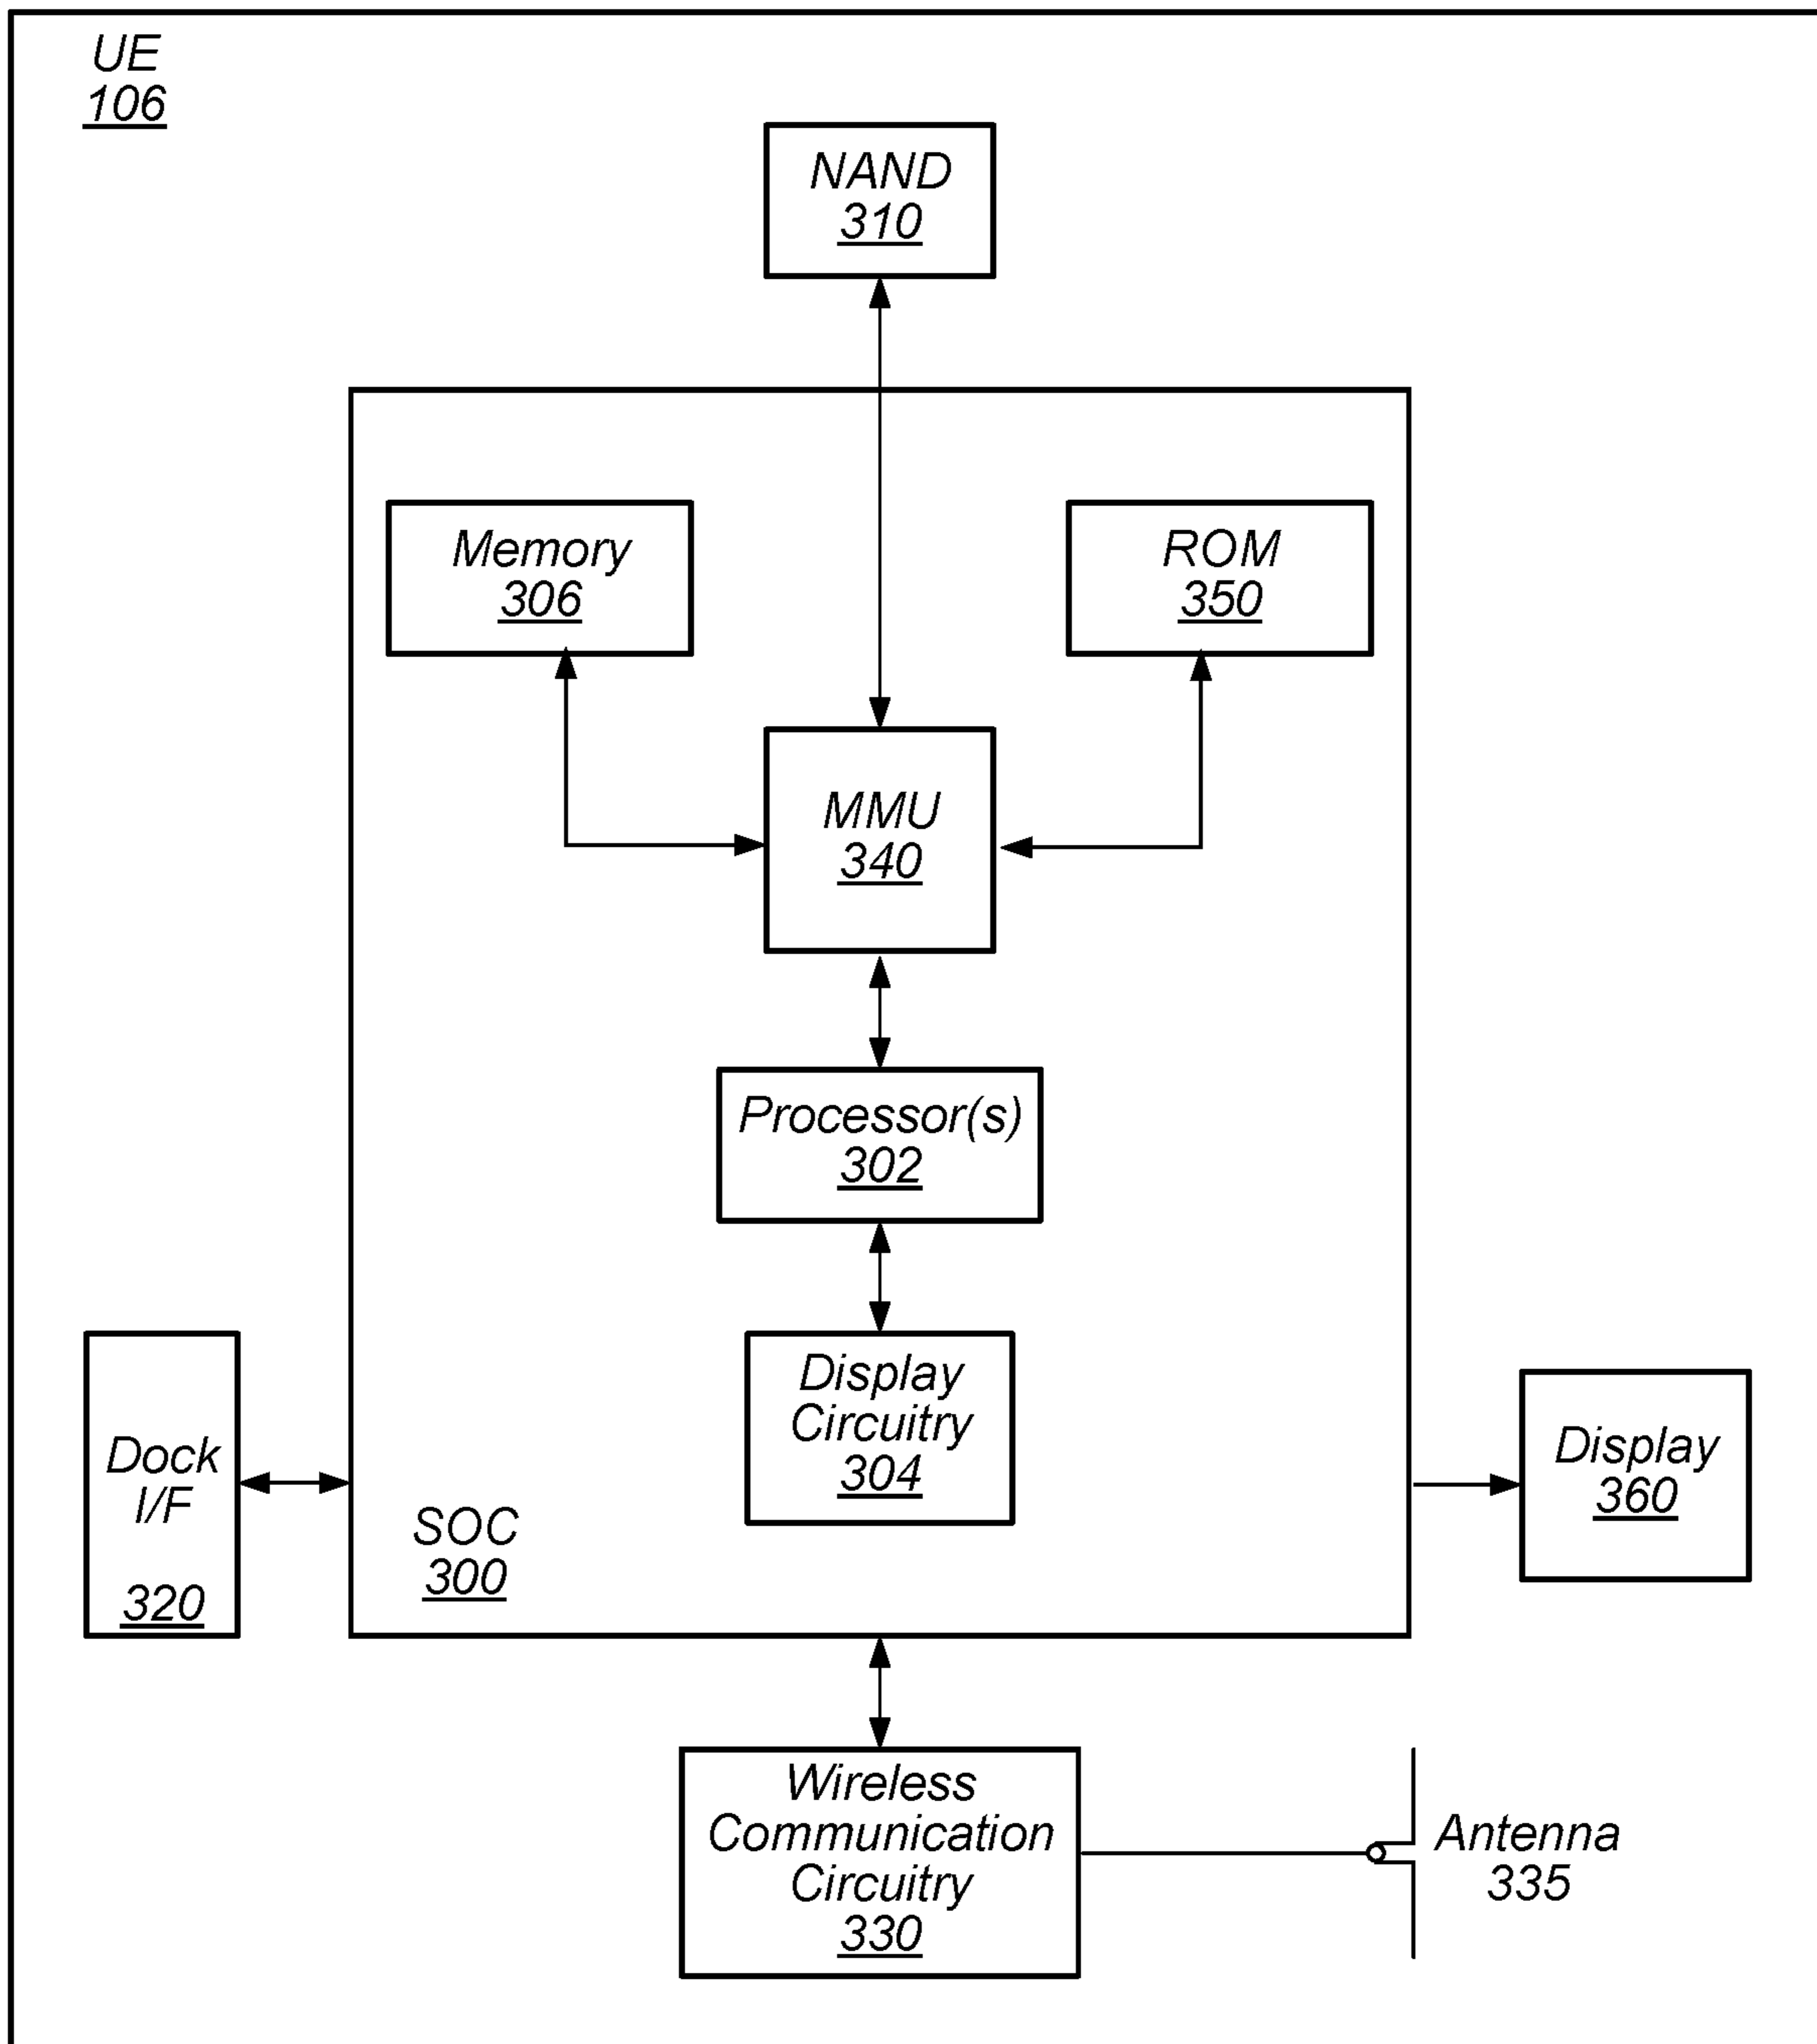 UE
106
NAND
310
Memory
306
ROM
350
MMU
340
Processor(s)
302
Display
Circuitry
304
Dock
I/F
320
SOC
300
Display
360
Wireless
Communication
Circuitry
330
Antenna
335